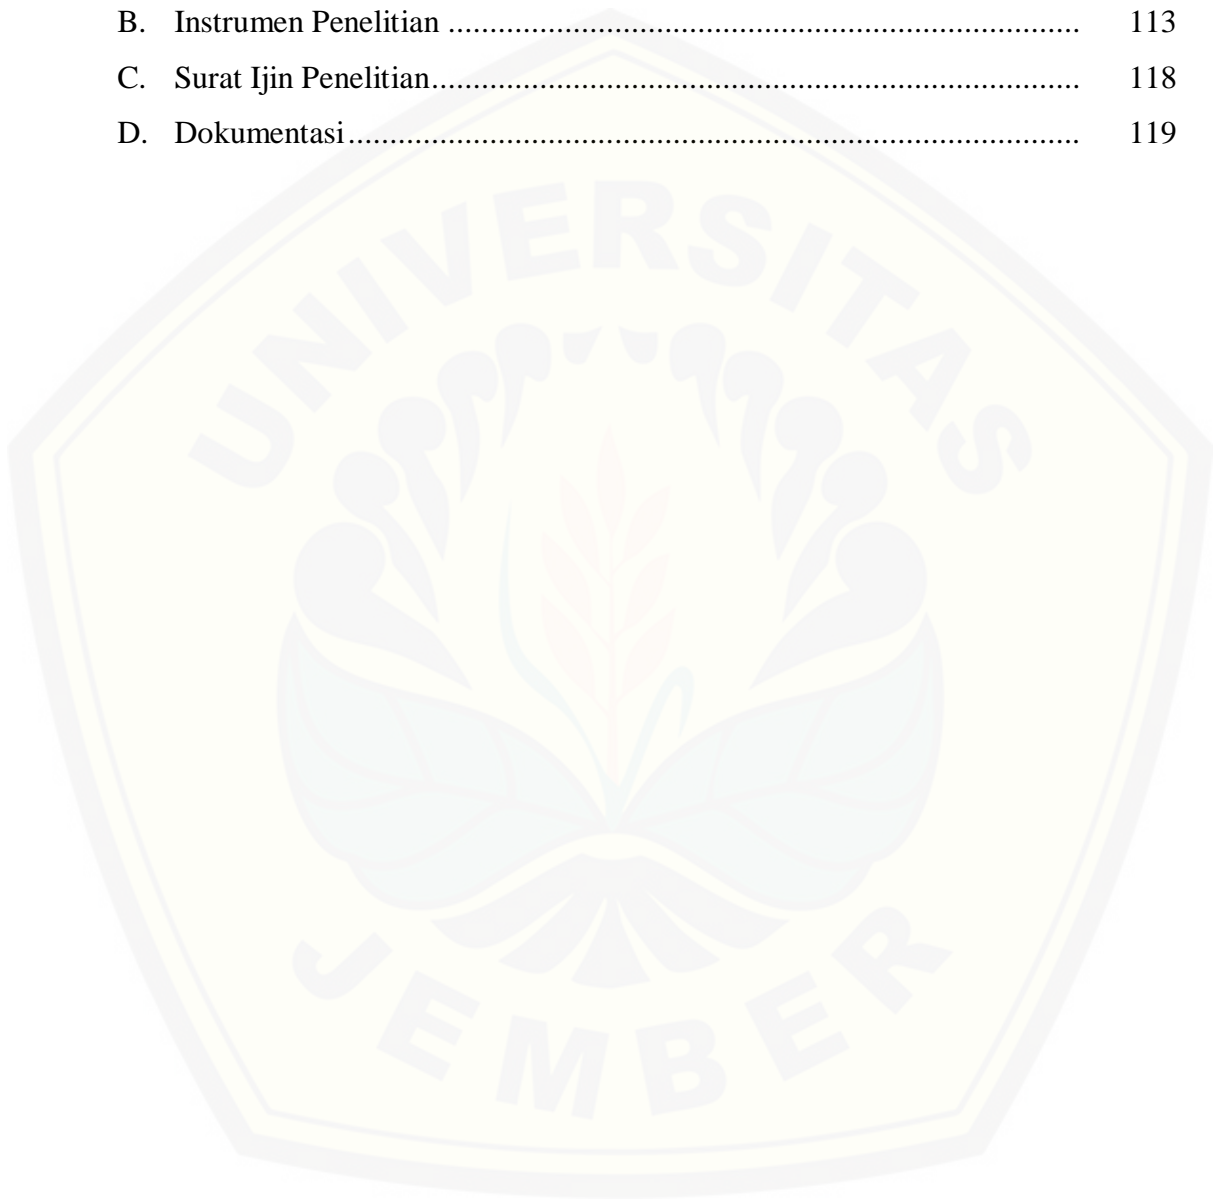 B. Instrumen Penelitian ........................................................................... 113
C. Surat Ijin Penelitian............................................................................. 118
D. Dokumentasi....................................................................................... 119
UNIVERSITAS
JEMBER